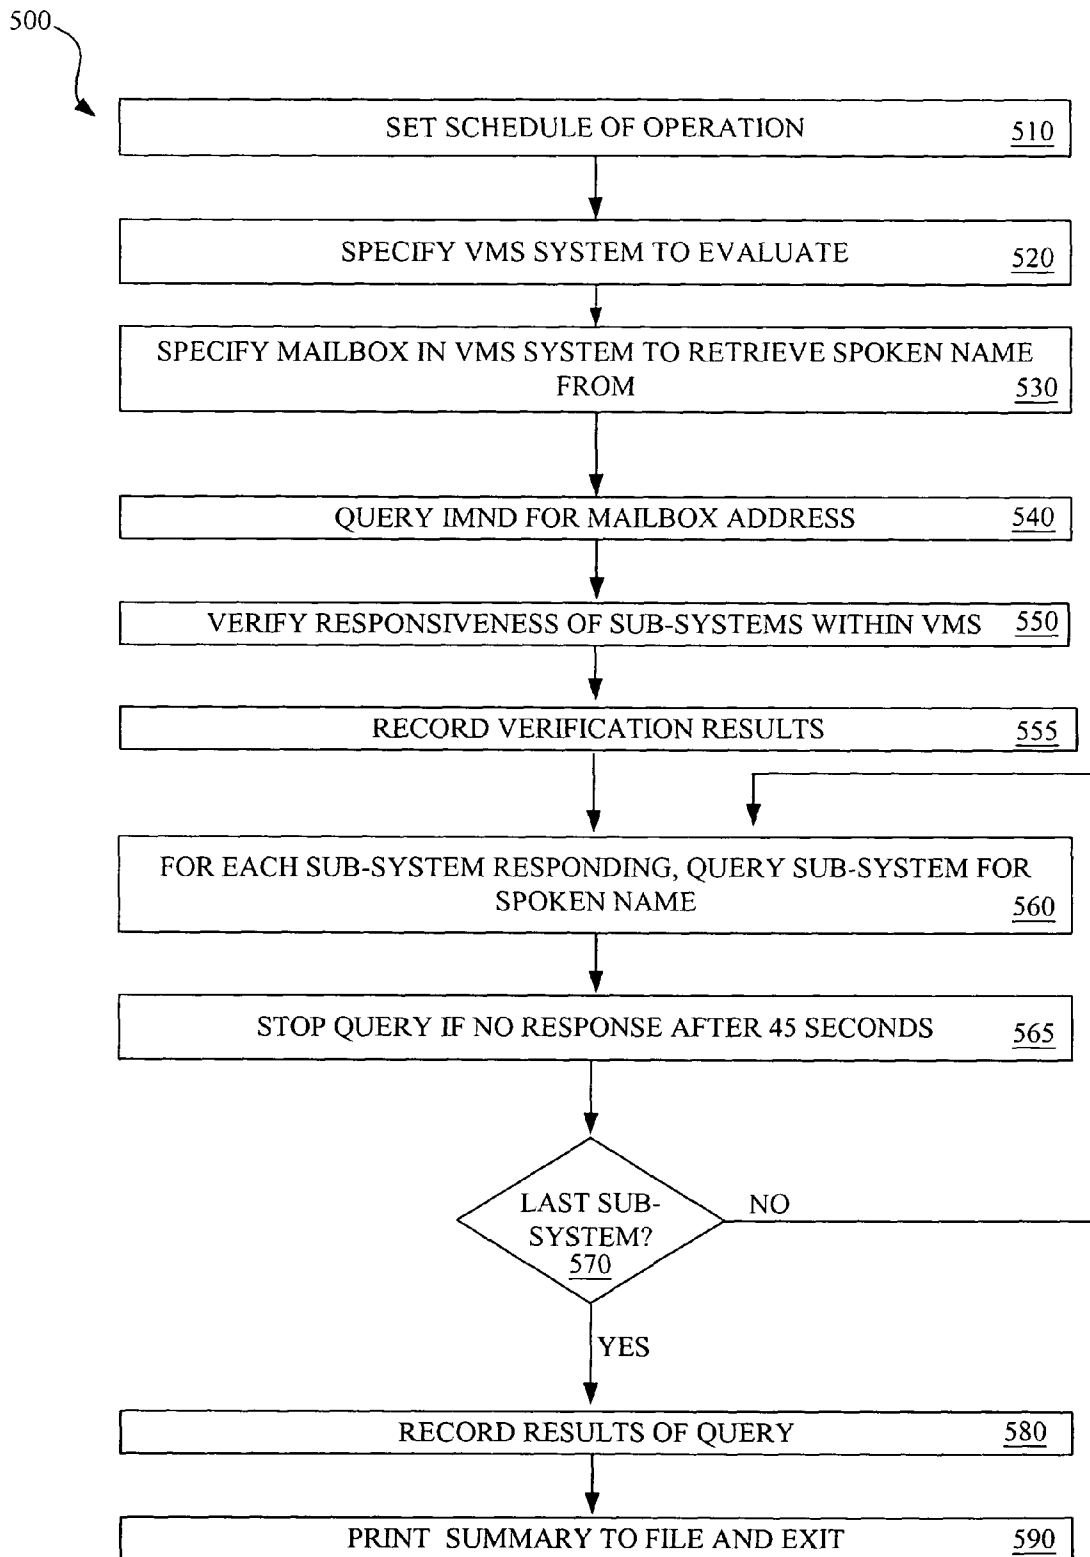 500
SET SCHEDULE OF OPERATION 510
SPECIFY VMS SYSTEM TO EVALUATE 520
SPECIFY MAILBOX IN VMS SYSTEM TO RETRIEVE SPOKEN NAME
FROM 530
QUERY IMND FOR MAILBOX ADDRESS 540
VERIFY RESPONSIVENESS OF SUB-SYSTEMS WITHIN VMS 550
RECORD VERIFICATION RESULTS 555
FOR EACH SUB-SYSTEM RESPONDING, QUERY SUB-SYSTEM FOR
SPOKEN NAME 560
STOP QUERY IF NO RESPONSE AFTER 45 SECONDS 565
LAST SUB-
SYSTEM?
570
NO
YES
RECORD RESULTS OF QUERY 580
PRINT SUMMARY TO FILE AND EXIT 590